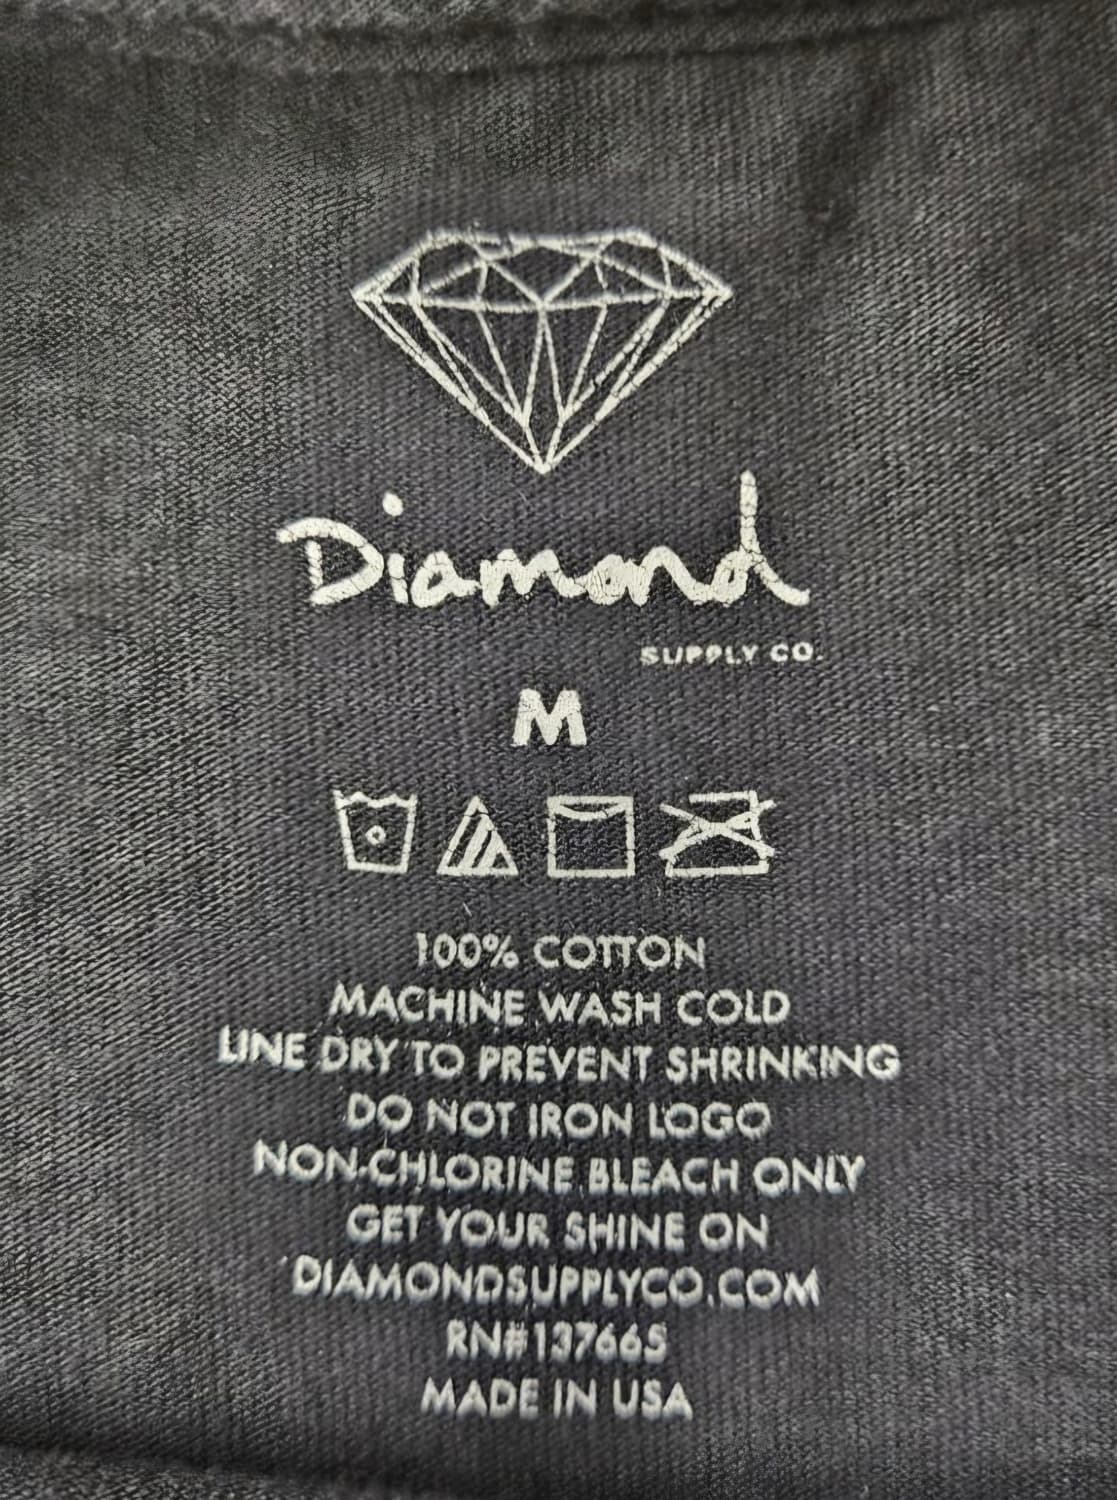 Diamond
SUPPLY CO.
M
100% COTTON
MACHINE WASH COLD
LINE DRY TO PREVENT SHRINKING
DO NOT IRON LOGO
NON-CHLORINE BLEACH ONLY
GET YOUR SHINE ON
DIAMONDSUPPLYCO.COM
RN#137665
MADE IN USA